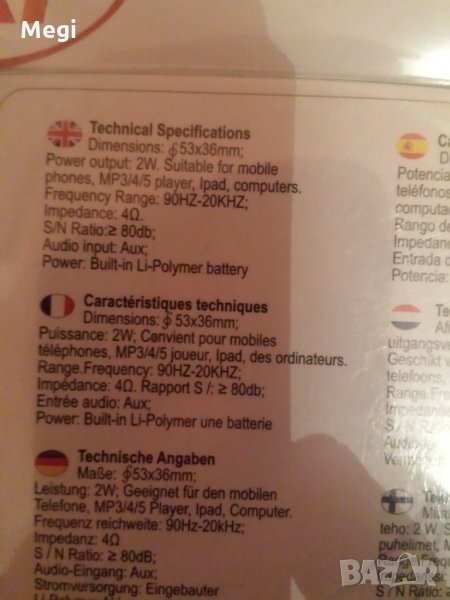 Megi
Technical Specifications
Dimensions: ∮53x36mm;
Power output: 2W. Suitable for mobile
phones, MP3/4/5 player, Ipad, computers.
Frequency Range: 90HZ-20KHZ;
Impedance: 4Ω.
S/N Ratio:≥ 80db;
Audio input: Aux;
Power: Built-in Li-Polymer battery
Caractéristiques techniques
Dimensions: ∮53x36mm;
Puissance: 2W; Convient pour mobiles
téléphones, MP3/4/5 joueur, Ipad, des ordinateurs.
Range.Frequency: 90HZ-20KHZ;
Impédance: 4Ω. Rapport S /: ≥ 80db;
Entrée audio: Aux;
Power: Built-in Li-Polymer une batterie
Technische Angaben
Maße: ∮53x36mm;
Leistung: 2W; Geeignet für den mobilen
Telefone, MP3/4/5 Player, Ipad, Computer.
Frequenz reichweite: 90Hz-20kHz;
Impedanz: 4Ω
S / N Ratio: ≥ 80dB;
Audio-Eingang: Aux;
Stromversorgung: Eingebauter
Potencia
teléfonos
computa
Rango de
Impedan
Entrada d
Potencia:
uitgangsve
Geschikt v
telefoons,
Range.Fre
Impedanti
Audio-
teho: 2 W. S
puhelimet, M
BAZAR